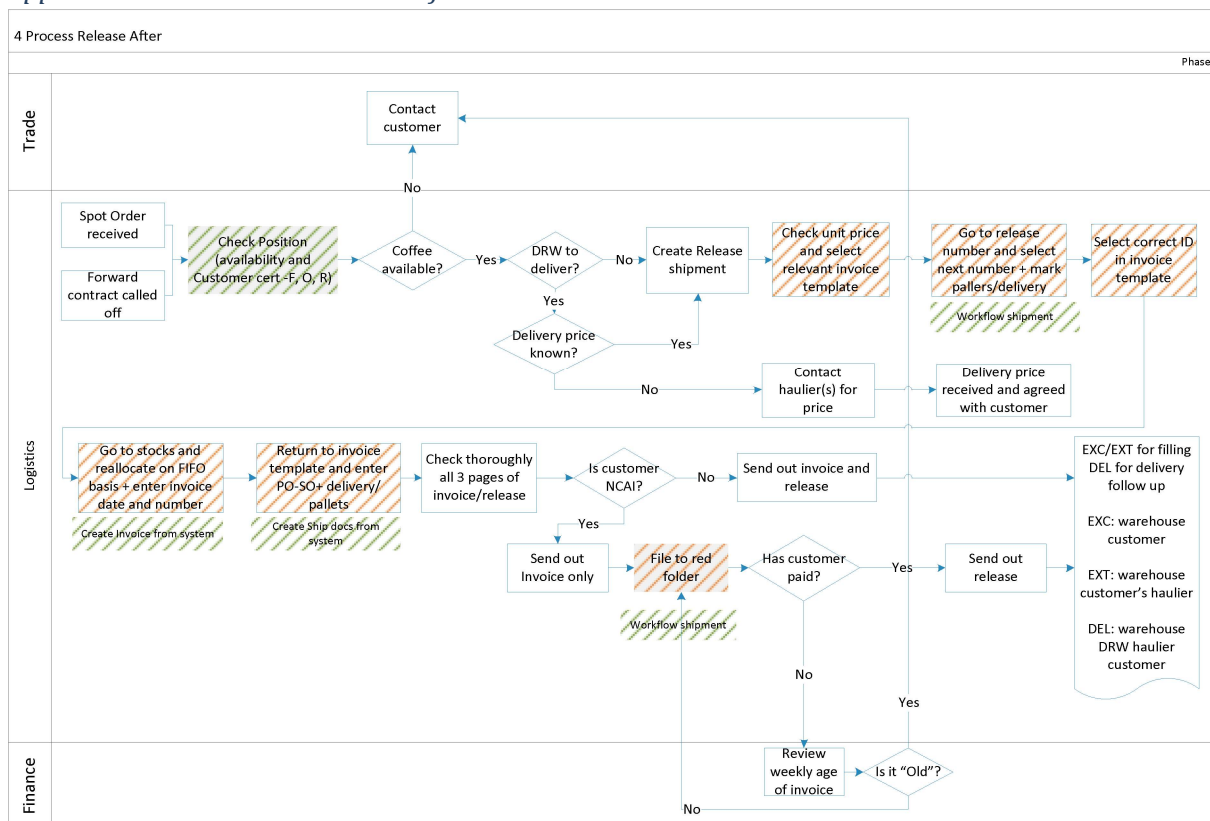 4 Process Release After
Phase
Trade
Contact
customer
No
Logistics
Spot Order
received
Forward
contract called
off
Check Position
(availability and
Customer cert -F, O, R)
Coffee
available?
Yes
DRW to
deliver?
No
Yes
Delivery price
known?
Yes
No
Create Release
shipment
Check unit price
and select
relevant invoice
template
Go to release
number and select
next number + mark
pallers/delivery
Workflow shipment
Select correct ID
in invoice
template
Contact
haulier(s) for
price
Delivery price
received and agreed
with customer
Go to stocks and
reallocate on FIFO
basis + enter invoice
date and number
Create Invoice from system
Return to invoice
template and enter
PO-SO+ delivery/
pallets
Create Ship docs from
system
Check thoroughly
all 3 pages of
invoice/release
Is customer
NCAI?
No
Send out invoice and
release
Yes
Send out
Invoice only
File to red
folder
Workflow shipment
Has customer
paid?
Yes
Send out
release
No
EXC/EXT for filling
DEL for delivery
follow up
EXC: warehouse
customer
EXT: warehouse
customer's haulier
DEL: warehouse
DRW haulier
customer
Yes
Finance
Review
weekly age
of invoice
Is it "Old"?
No